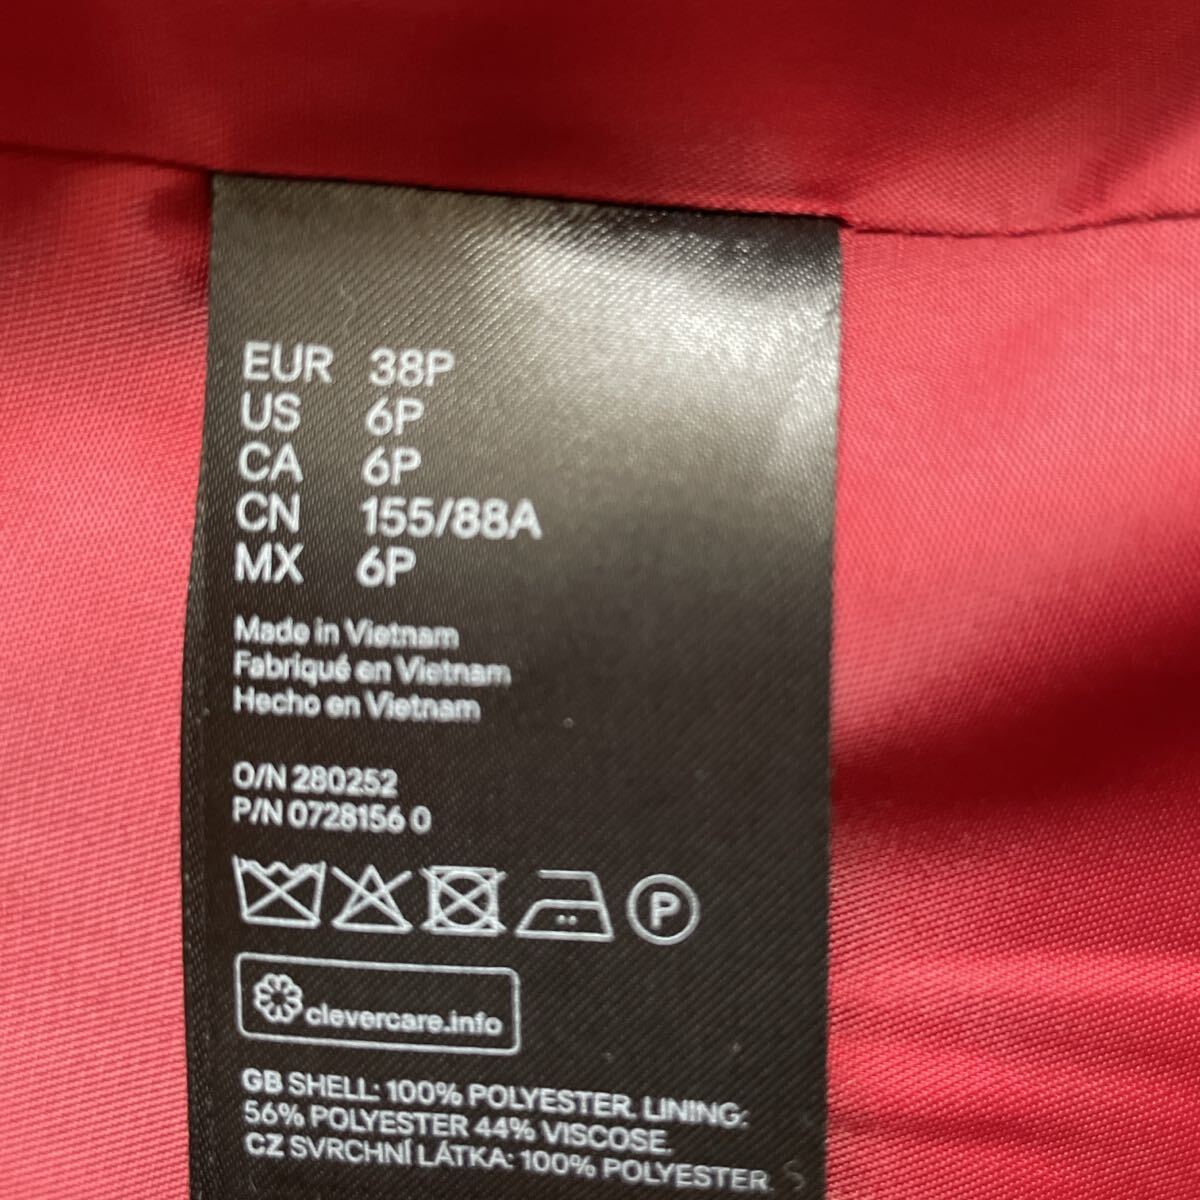 EUR 38P
US 6P
CA 6P
CN 155/88A
MX 6P
Made in Vietnam
Fabriqué en Vietnam
Hecho en Vietnam
O/N 280252
P/N 0728156 0
P
clevercare.info
GB SHELL: 100% POLYESTER. LINING:
56% POLYESTER 44% VISCOSE.
CZ SVRCHNÍ LÁTKA: 100% POLYESTER.